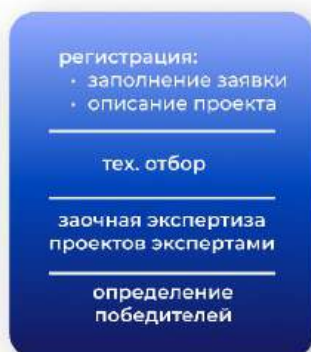 регистрация:
• заполнение заявки
• описание проекта
тех. отбор
заочная экспертиза
проектов экспертами
определение
победителей